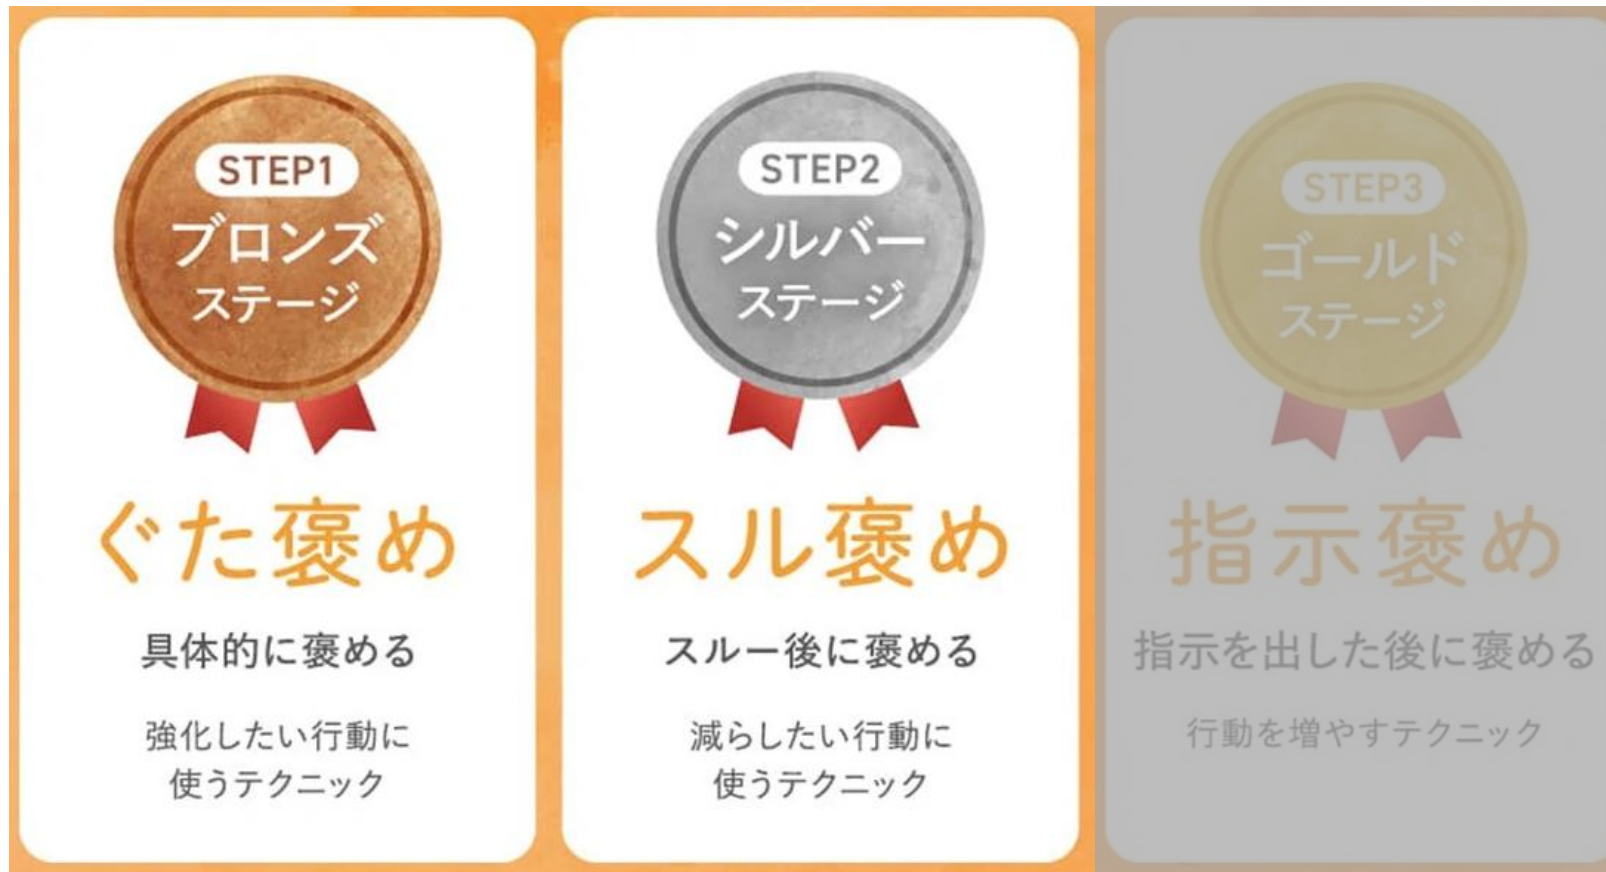 STEP1
ブロンズ
ステージ
ぐた褒め
具体的に褒める
強化したい行動に
使うテクニック
STEP2
シルバー
ステージ
スル褒め
スルー後に褒める
減らしたい行動に
使うテクニック
STEP3
ゴールド
ステージ
指示褒め
指示を出した後に褒める
行動を増やすテクニック